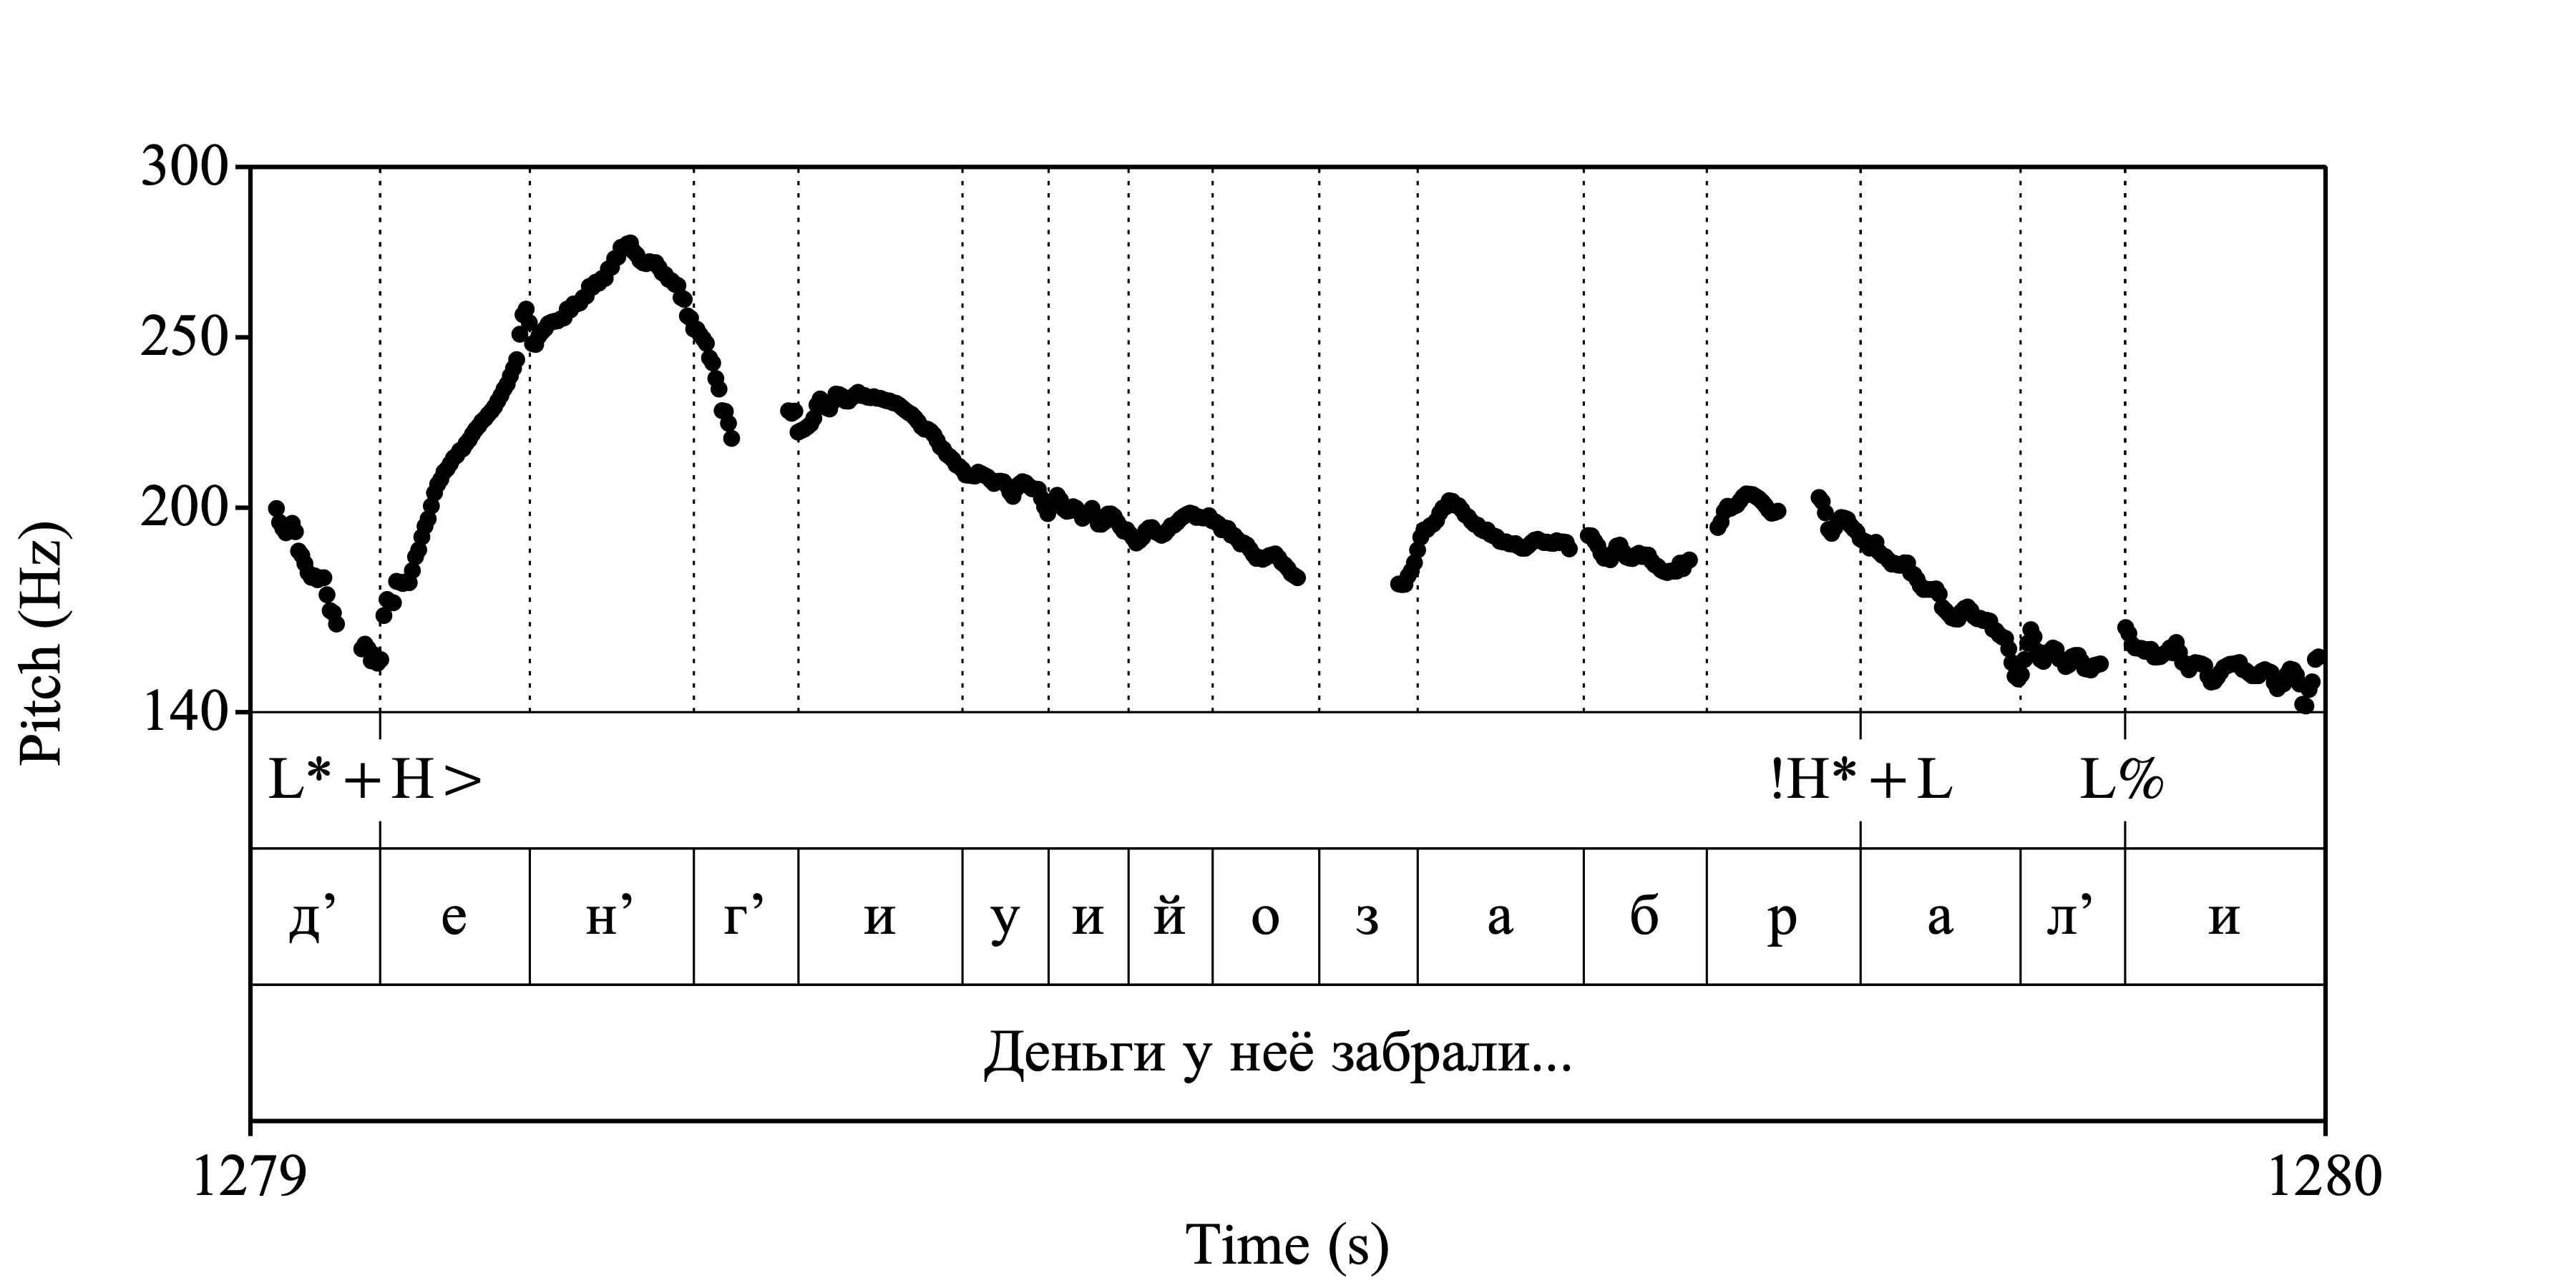 300
250
200
140
Pitch (Hz)
L*+H> !H*+L L%
д’ е н’ г’ и у и й о з а б р а л’ и
Деньги у неё забрали...
1279 1280
Time (s)